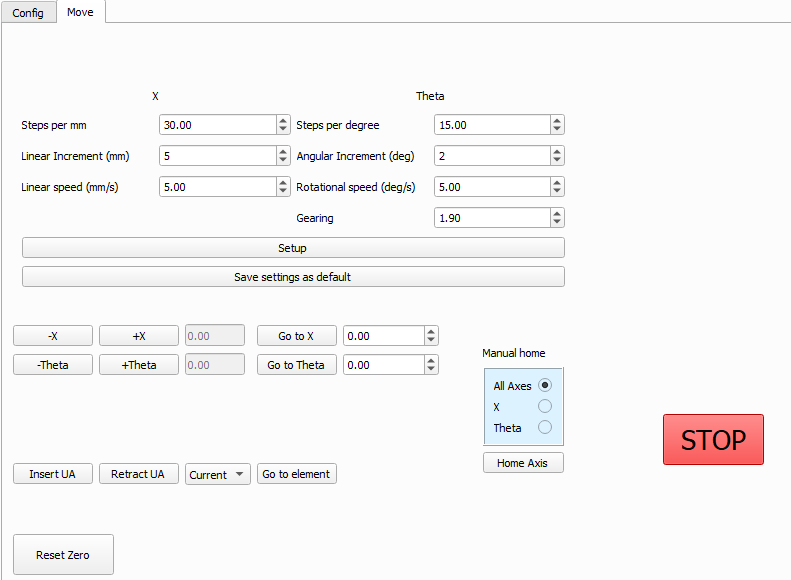 Config Move
X Theta
Steps per mm 30.00 Steps per degree 15.00
Linear Increment (mm) 5 Angular Increment (deg) 2
Linear speed (mm/s) 5.00 Rotational speed (deg/s) 5.00
Gearing 1.90
Setup
Save settings as default
-X +X 0.00 Go to X 0.00
-Theta +Theta 0.00 Go to Theta 0.00
Manual home
All Axes
X
Theta
STOP
Home Axis
Insert UA Retract UA Current Go to element
Reset Zero